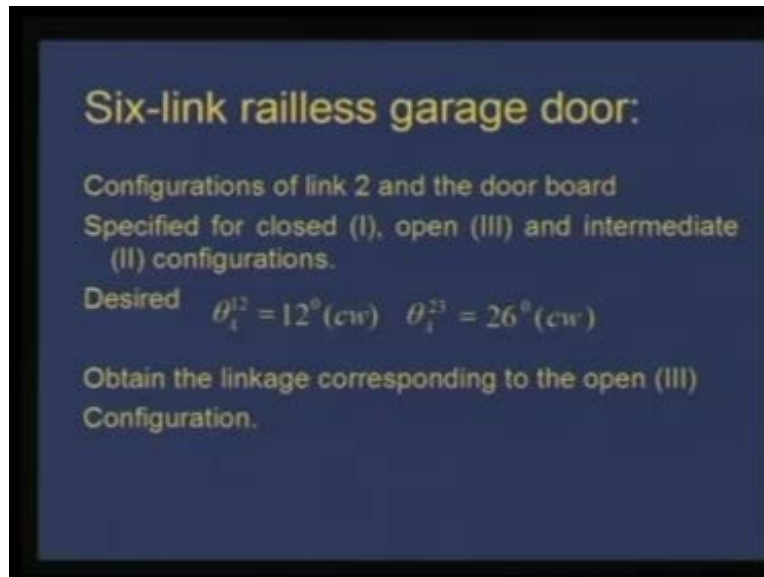 Six-link railless garage door:
Configurations of link 2 and the door board
Specified for closed (I), open (III) and intermediate
(II) configurations.
Desired θ₄¹² = 12° (cw) θ₄²³ = 26° (cw)
Obtain the linkage corresponding to the open (III)
Configuration.